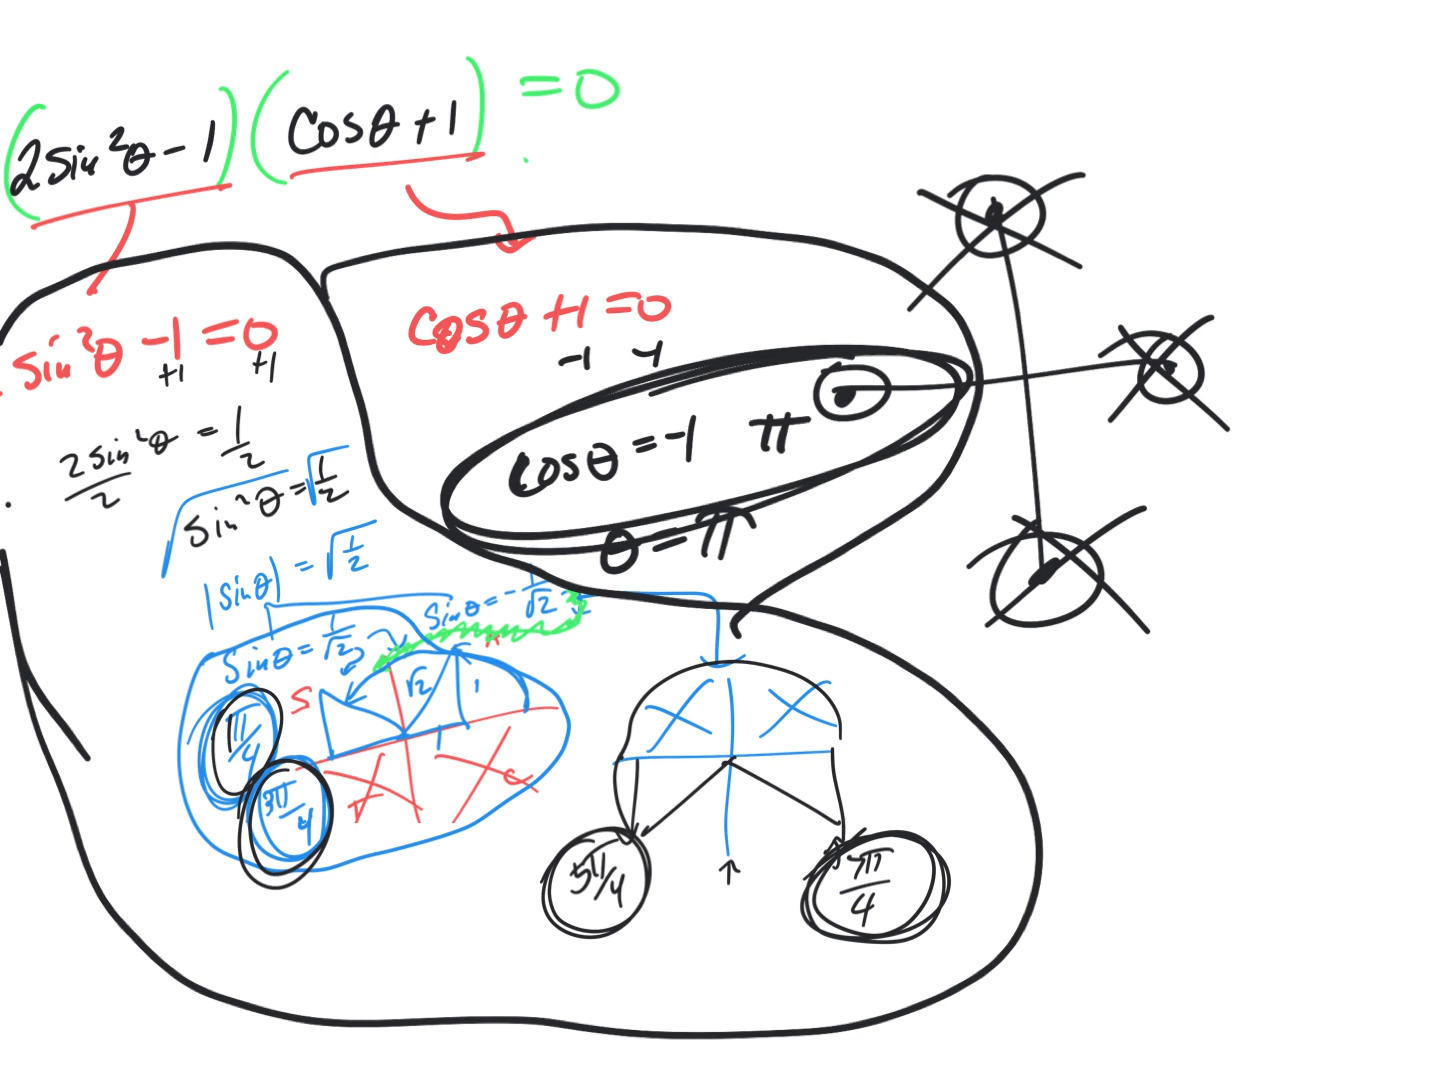 (2sin²θ - 1)(cosθ + 1) = 0
sin²θ - 1 = 0
+1 +1
2sin²θ/2 = 1/2
√sin²θ = √1/2
|sinθ| = √1/2
sinθ = 1/√2
sinθ = -1/√2
S
√2 1
1
π/4
3π/4
T
C
cosθ + 1 = 0
-1 -1
cosθ = -1 π
θ = π
5π/4
7π/4